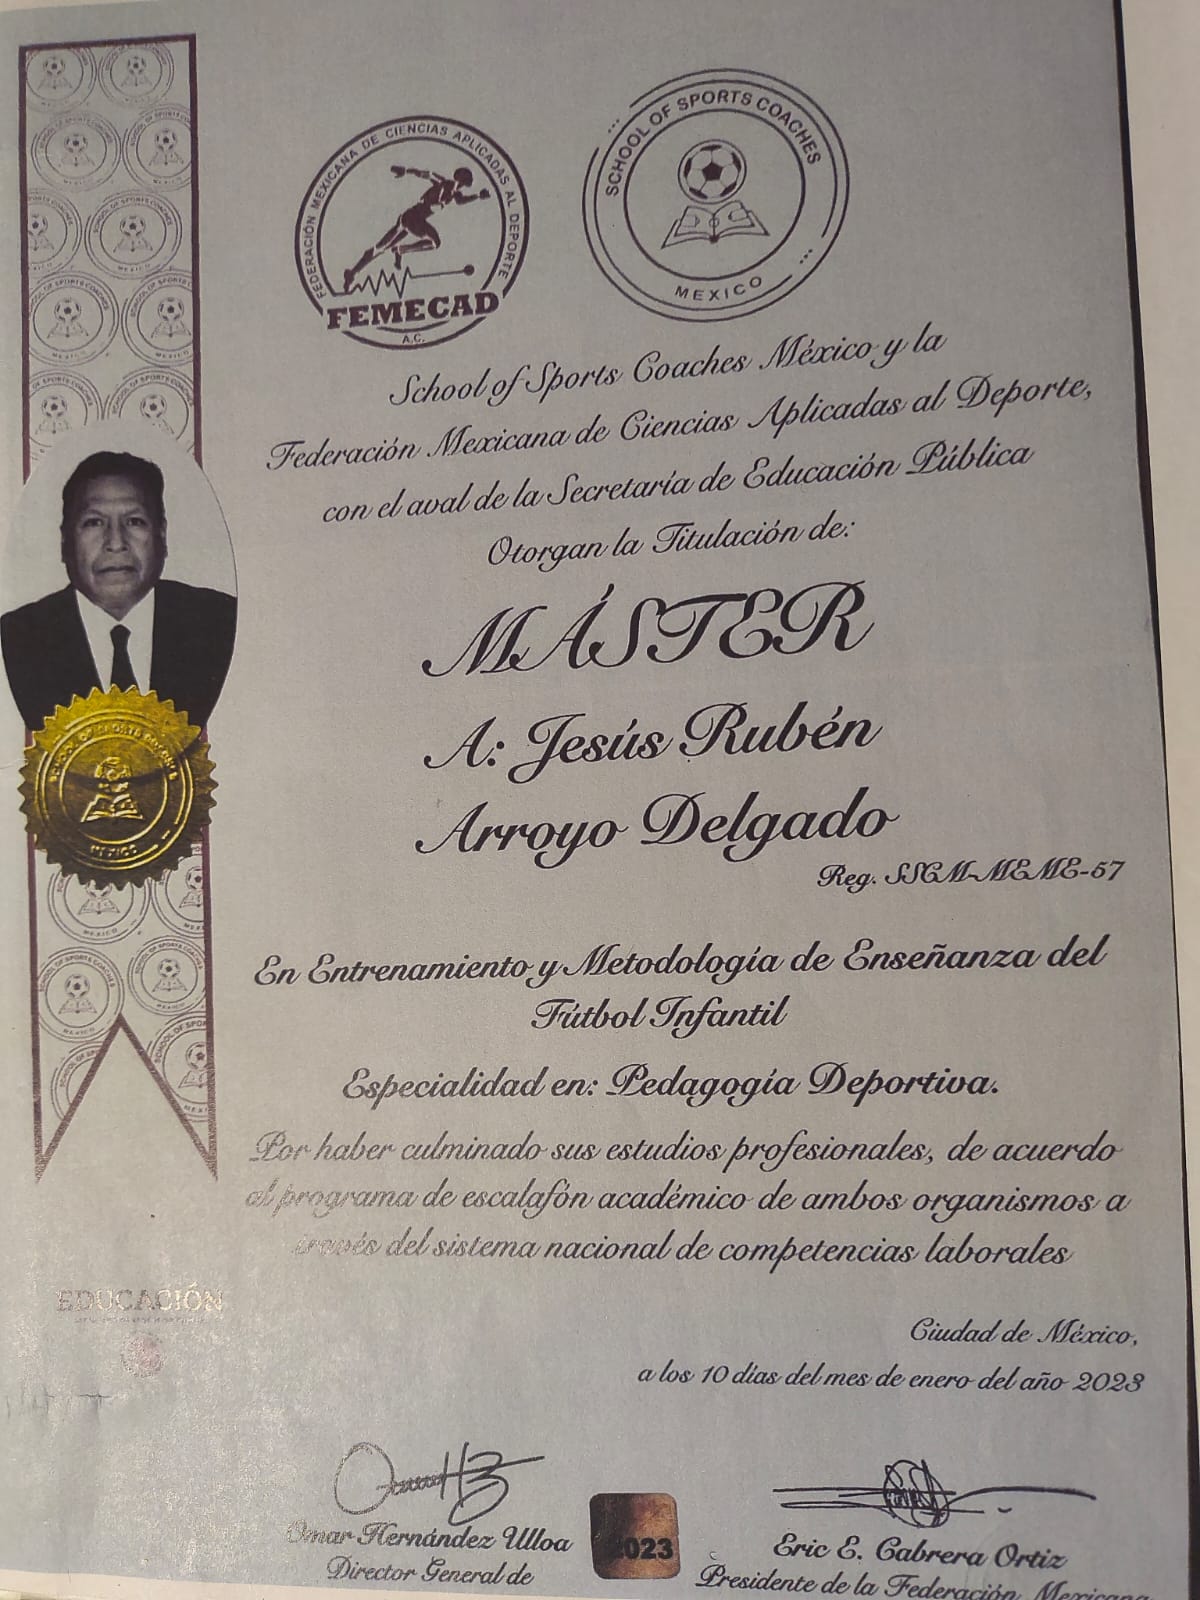 FEDERACIÓN MEXICANA DE CIENCIAS APLICADAS AL DEPORTE
FEMECAD
A.C.
SCHOOL OF SPORTS COACHES
MEXICO
School of Sports Coaches México y la
Federación Mexicana de Ciencias Aplicadas al Deporte,
con el aval de la Secretaría de Educación Pública
Otorgan la Titulación de:
MÁSTER
A: Jesús Rubén
Arroyo Delgado
Reg. SSCM-MEME-57
En Entrenamiento y Metodología de Enseñanza del
Fútbol Infantil
Especialidad en: Pedagogía Deportiva.
Por haber culminado sus estudios profesionales, de acuerdo
al programa de escalafón académico de ambos organismos a
través del sistema nacional de competencias laborales
EDUCACIÓN
Ciudad de México,
a los 10 días del mes de enero del año 2023
Omar Hernández Ulloa
Director General de
2023
Eric E. Cabrera Ortiz
Presidente de la Federación Mexicana